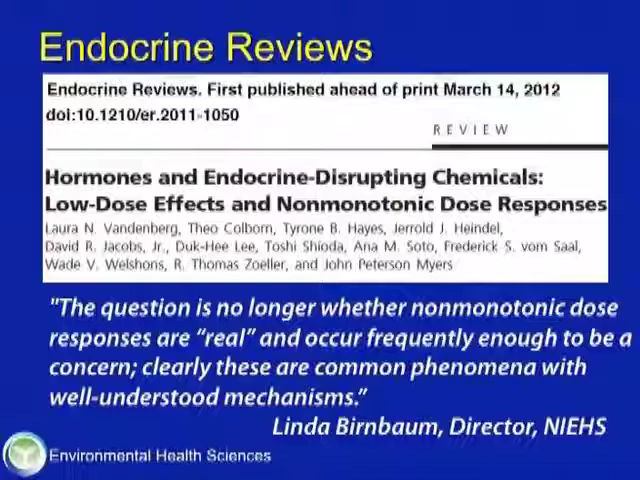 Endocrine Reviews
Endocrine Reviews. First published ahead of print March 14, 2012
doi:10.1210/er.2011-1050
REVIEW
Hormones and Endocrine-Disrupting Chemicals:
Low-Dose Effects and Nonmonotonic Dose Responses
Laura N. Vandenberg, Theo Colborn, Tyrone B. Hayes, Jerrold J. Heindel,
David R. Jacobs, Jr., Duk-Hee Lee, Toshi Shioda, Ana M. Soto, Frederick S. vom Saal,
Wade V. Welshons, R. Thomas Zoeller, and John Peterson Myers
"The question is no longer whether nonmonotonic dose
responses are “real” and occur frequently enough to be a
concern; clearly these are common phenomena with
well-understood mechanisms.”
Linda Birnbaum, Director, NIEHS
Environmental Health Sciences